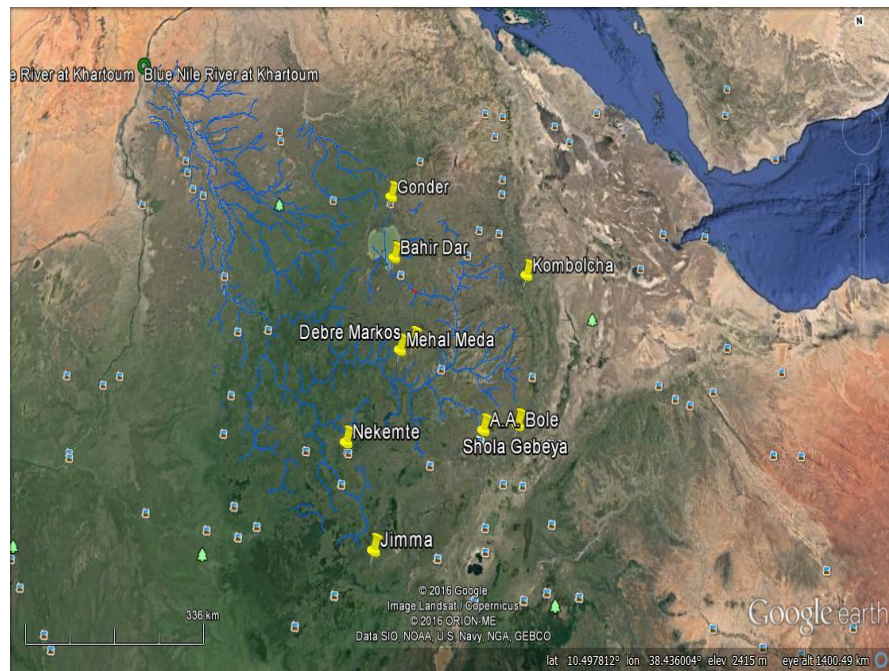 N
e River at Khartoum Blue Nile River at Khartoum
Gonder
Bahir Dar
Kombolcha
Debre Markos
Mehal Meda
A.A. Bole
Nekemte
Shola Gebeya
Jimma
© 2016 Google
Image Landsat / Copernicus
© 2016 ORION-ME
Data SIO, NOAA, U.S. Navy, NGA, GEBCO
336 km
Google earth
lat 10.497812° lon 38.436004° elev 2415 m eye alt 1400.49 km